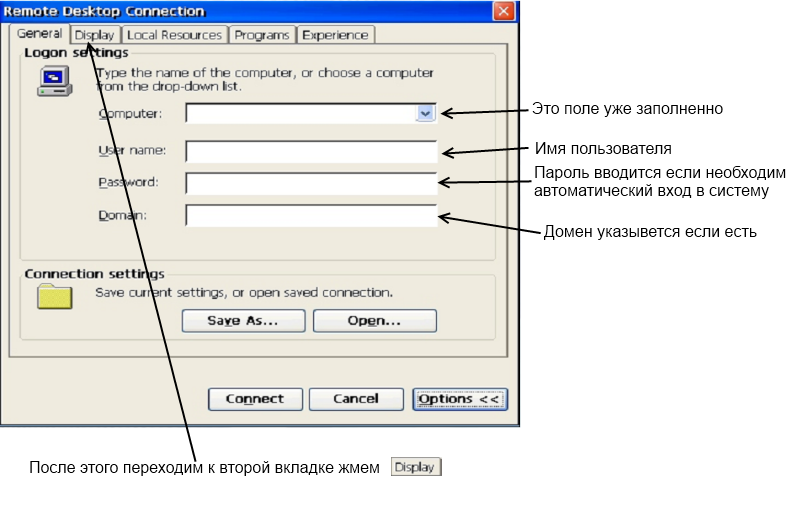 Remote Desktop Connection
General Display Local Resources Programs Experience
Logon settings
Type the name of the computer, or choose a computer
from the drop-down list.
Computer:
Это поле уже заполненно
User name:
Имя пользователя
Password:
Пароль вводится если необходим
автоматический вход в систему
Domain:
Домен указывется если есть
Connection settings
Save current settings, or open saved connection.
Save As... Open...
Connect Cancel Options <<
После этого переходим к второй вкладке жмем Display